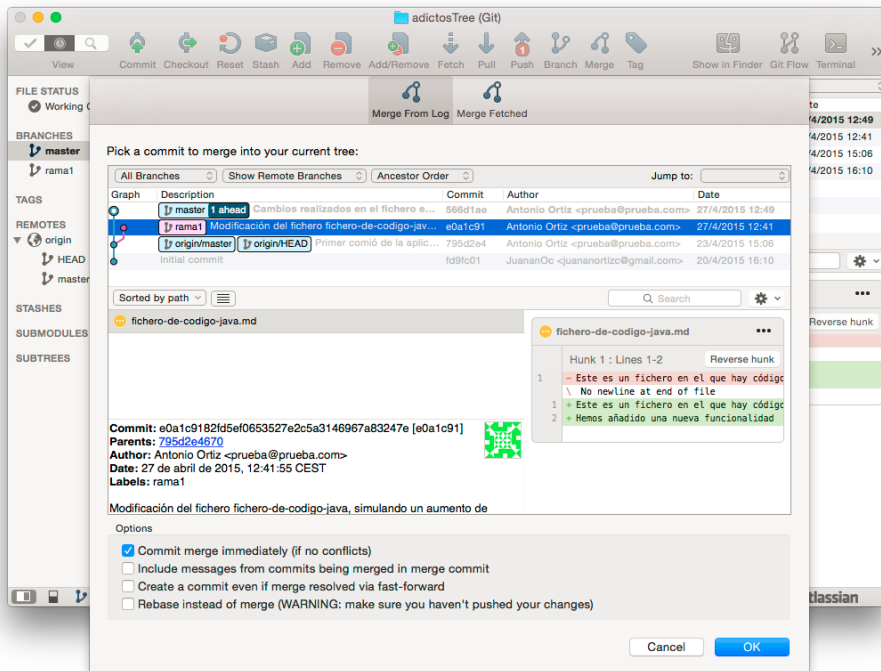 adictosTree (Git)
View Commit Checkout Reset Stash Add Remove Add/Remove Fetch Pull Push Branch Merge Tag Show in Finder Git Flow Terminal
FILE STATUS
Working
BRANCHES
master
rama1
TAGS
REMOTES
origin
HEAD
master
STASHES
SUBMODULES
SUBTREES
Merge From Log Merge Fetched
Pick a commit to merge into your current tree:
All Branches Show Remote Branches Ancestor Order Jump to:
Graph Description Commit Author Date
master 1 ahead Cambios realizados en el fichero e... 566d1ae Antonio Ortiz <prueba@prueba.com> 27/4/2015 12:49
rama1 Modificación del fichero fichero-de-codigo-jav... e0a1c91 Antonio Ortiz <prueba@prueba.com> 27/4/2015 12:41
origin/master origin/HEAD Primer comió de la aplic... 795d2e4 Antonio Ortiz <prueba@prueba.com> 23/4/2015 15:06
Initial commit fd9fc01 JuananOc <juananortizc@gmail.com> 20/4/2015 16:10
Sorted by path Search
fichero-de-codigo-java.md
Commit: e0a1c9182fd5ef0653527e2c5a3146967a83247e [e0a1c91]
Parents: 795d2e4670
Author: Antonio Ortiz <prueba@prueba.com>
Date: 27 de abril de 2015, 12:41:55 CEST
Labels: rama1
Modificación del fichero fichero-de-codigo-java, simulando un aumento de
fichero-de-codigo-java.md
Hunk 1 : Lines 1-2 Reverse hunk
1 - Este es un fichero en el que hay código
\ No newline at end of file
1 + Este es un fichero en el que hay código
2 + Hemos añadido una nueva funcionalidad
Options
Commit merge immediately (if no conflicts)
Include messages from commits being merged in merge commit
Create a commit even if merge resolved via fast-forward
Rebase instead of merge (WARNING: make sure you haven't pushed your changes)
Cancel OK
/4/2015 12:49
/4/2015 12:41
/4/2015 15:06
/4/2015 16:10
Reverse hunk
tlassian